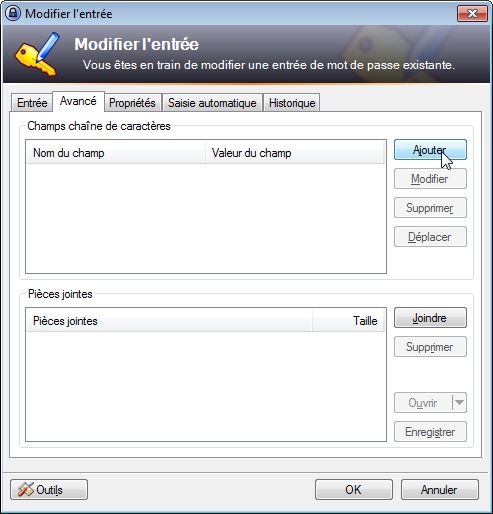 Modifier l'entrée
Modifier l'entrée
Vous êtes en train de modifier une entrée de mot de passe existante.
Entrée Avancé Propriétés Saisie automatique Historique
Champs chaîne de caractères
Nom du champ Valeur du champ
Ajouter
Modifier
Supprimer
Déplacer
Pièces jointes
Pièces jointes Taille
Joindre
Supprimer
Ouvrir
Enregistrer
Outils OK Annuler